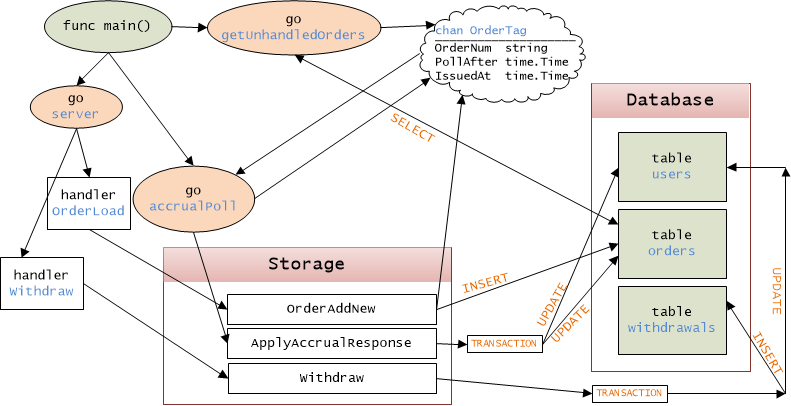 func main()
go
getUnhandledOrders
chan OrderTag
OrderNum string
PollAfter time.Time
IssuedAt time.Time
go
server
go
accrualPoll
handler
OrderLoad
handler
Withdraw
SELECT
Database
table
users
table
orders
table
withdrawals
Storage
OrderAddNew
ApplyAccrualResponse
Withdraw
INSERT
TRANSACTION
UPDATE
UPDATE
TRANSACTION
INSERT
UPDATE